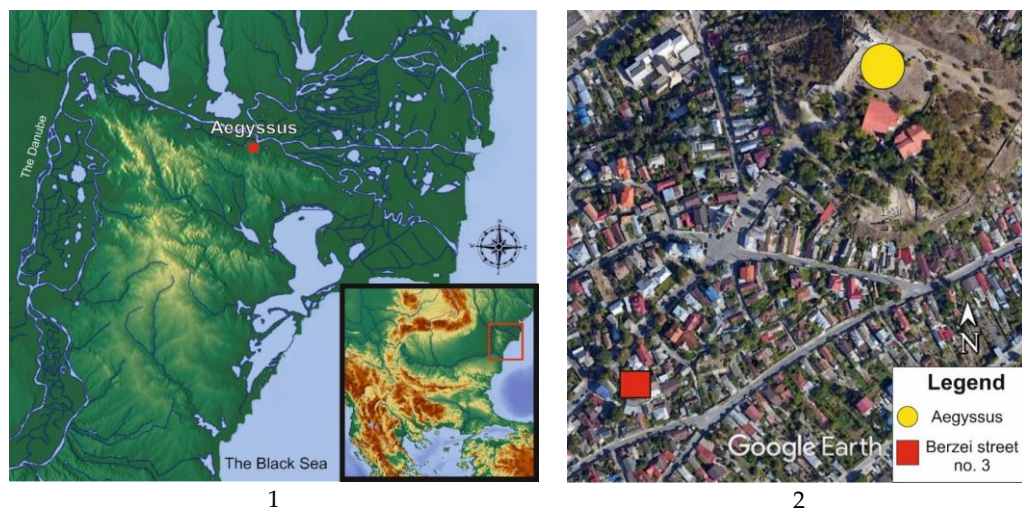 The Danube
Aegyssus
The Black Sea
1
N
Google Earth
Legend
Aegyssus
Berzei street
no. 3
2